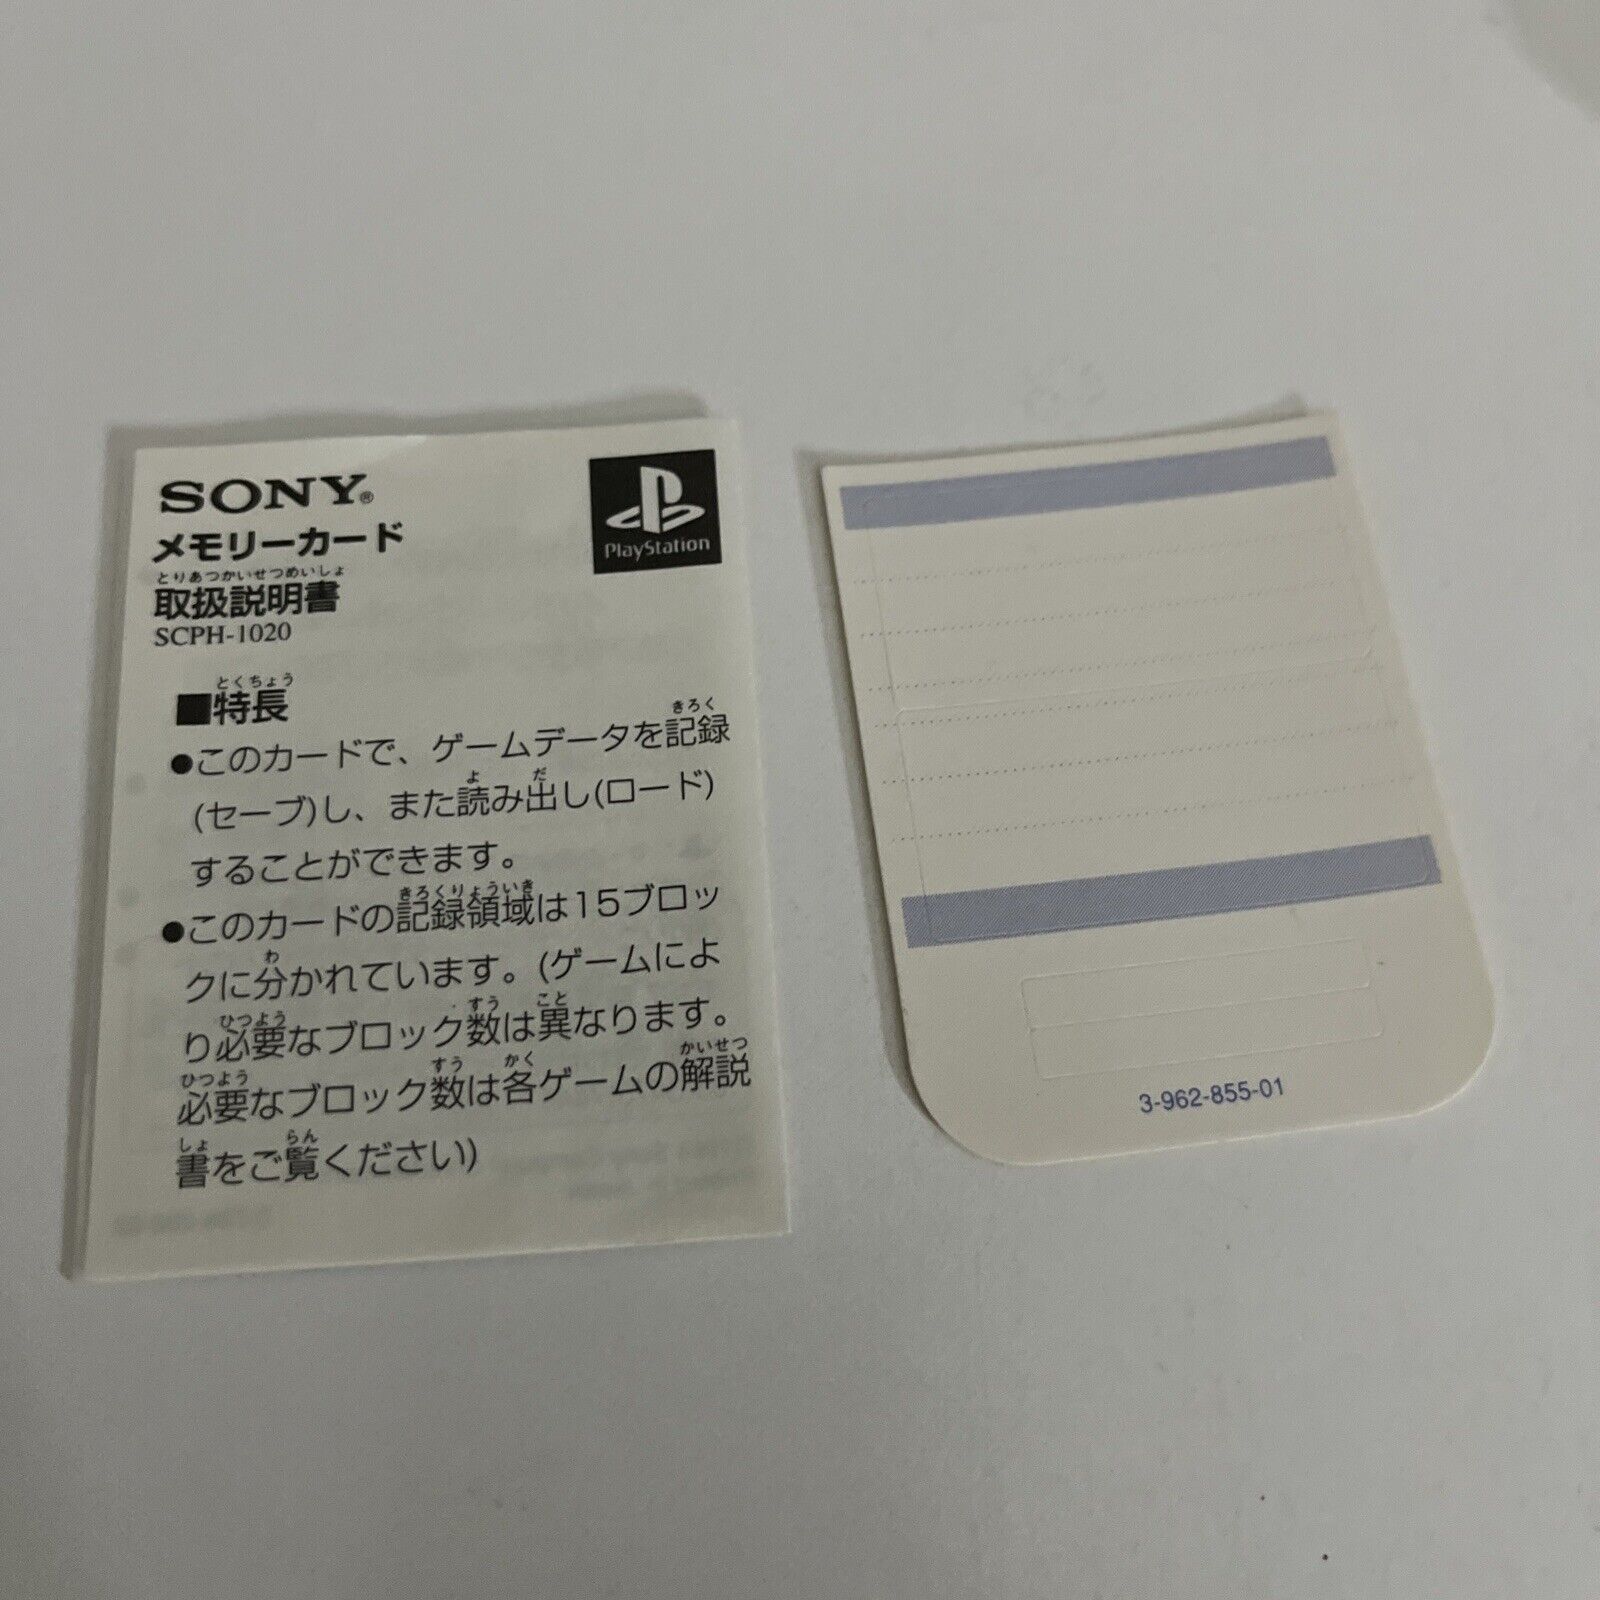 SONY®
メモリーカード
とりあつかいせつめいしょ
取扱説明書
SCPH-1020
PlayStation
とくちょう
■特長
きろく
●このカードで、ゲームデータを記録
よ だ
(セーブ)し、また読み出し(ロード)
することができます。
きろくりょういき
●このカードの記録領域は15ブロッ
わ
クに分かれています。(ゲームによ
ひつよう すう こと
り必要なブロック数は異なります。
ひつよう すう かく かいせつ
必要なブロック数は各ゲームの解説
しょ らん
書をご覧ください)
3-962-855-01